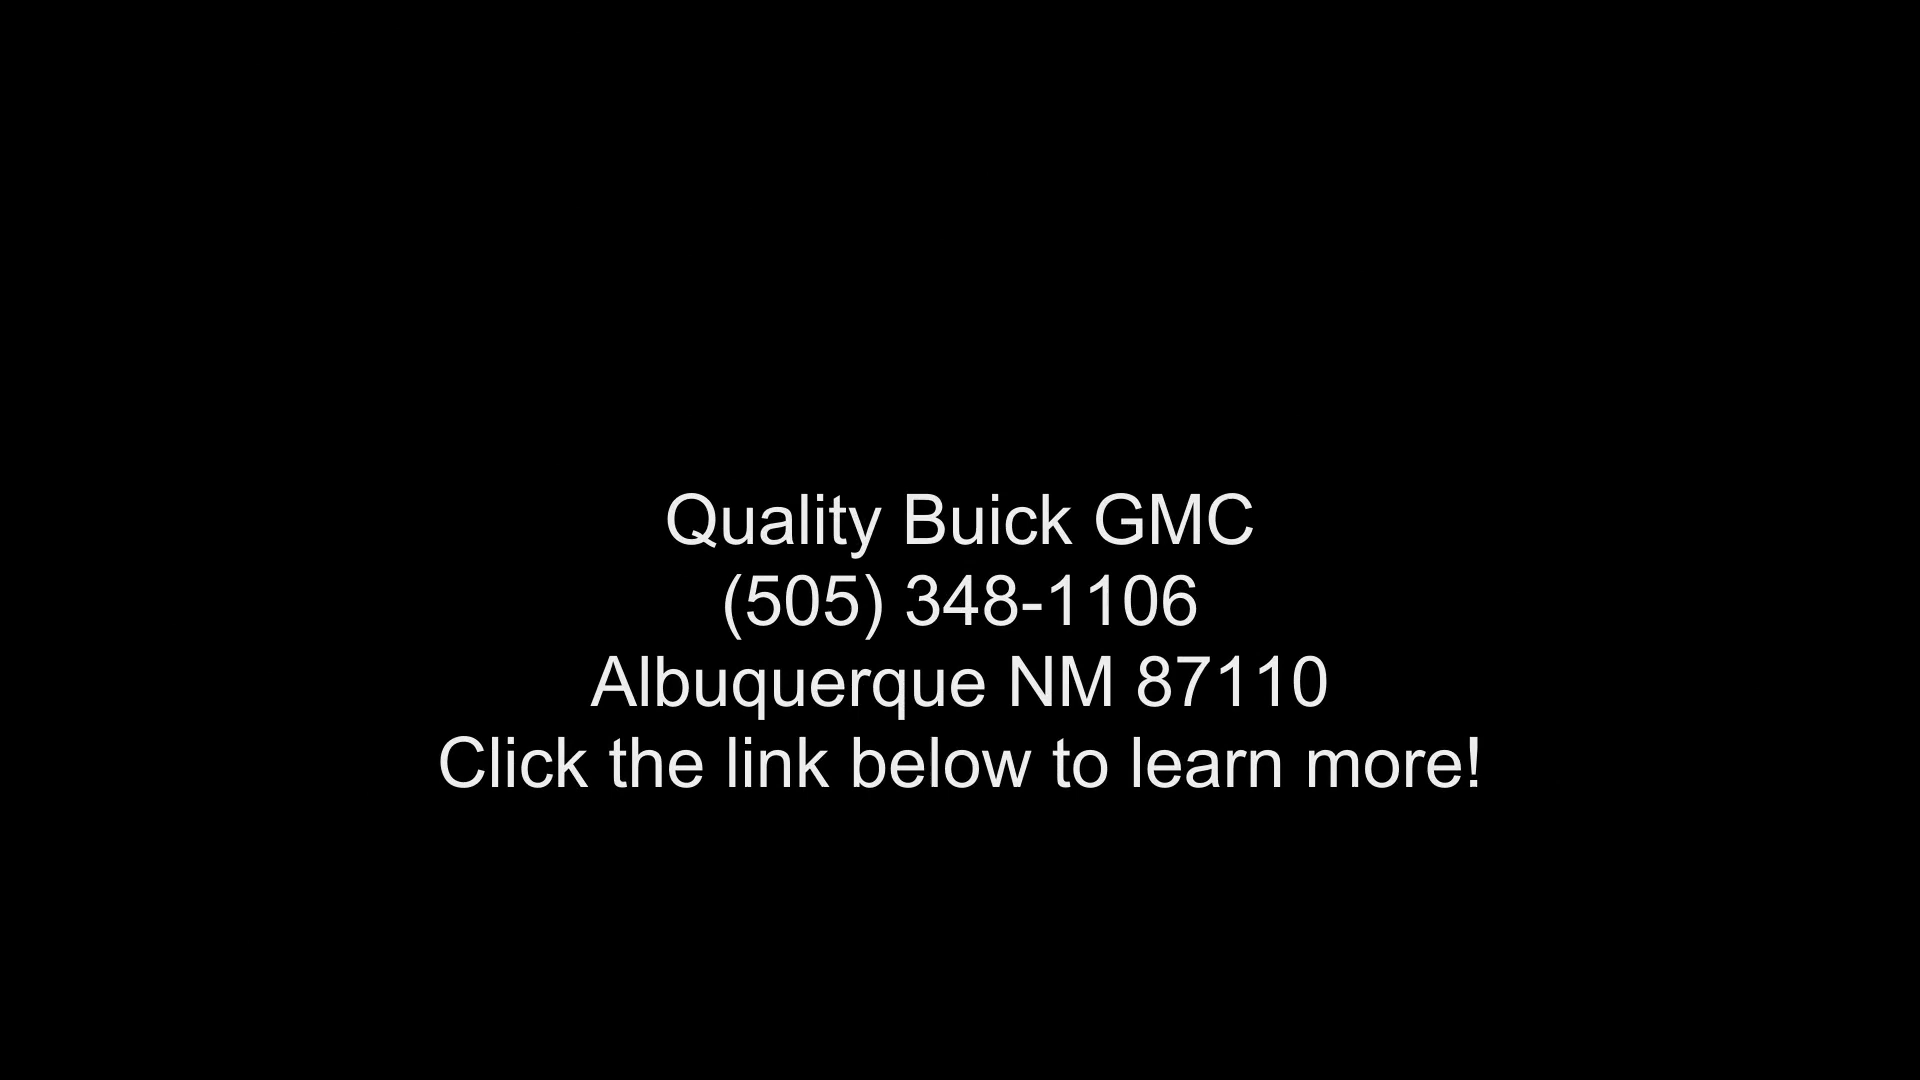 Quality Buick GMC
(505) 348-1106
Albuquerque NM 87110
Click the link below to learn more!